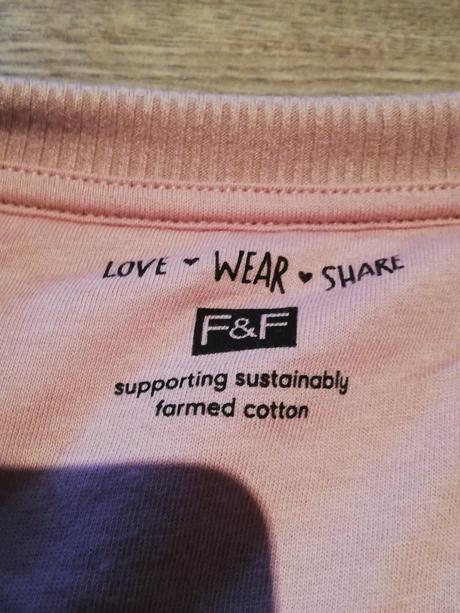 LOVE ♥ WEAR ♥ SHARE
F&F
supporting sustainably
farmed cotton